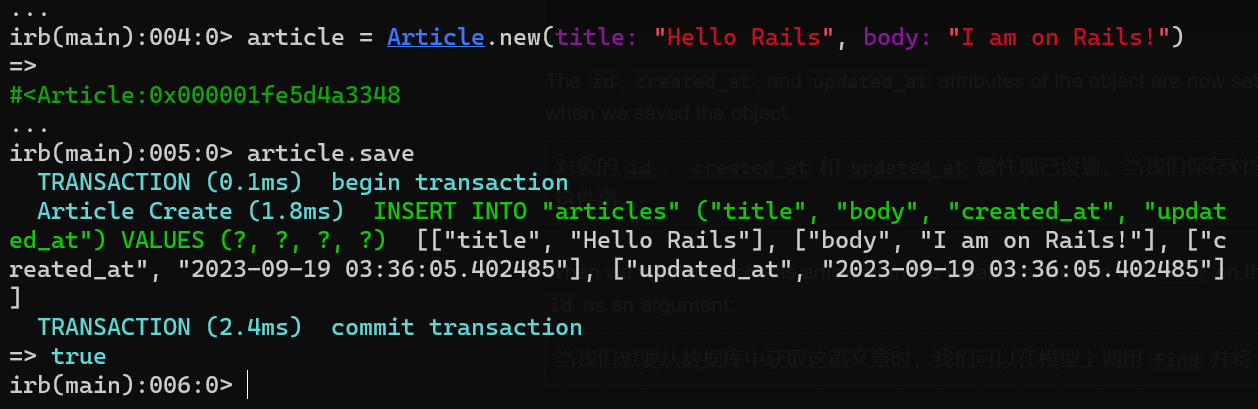 ...
irb(main):004:0> article = Article.new(title: "Hello Rails", body: "I am on Rails!")
=>
The id, created_at, and updated_at attributes of the object are now set
#<Article:0x000001fe5d4a3348
when we saved the object.
...
irb(main):005:0> article.save
对象的 id 、 created_at 和 updated_at 属性现已设置。当我们保存对象
TRANSACTION (0.1ms)  begin transaction
Article Create (1.8ms)  INSERT INTO "articles" ("title", "body", "created_at", "updat
ed_at") VALUES (?, ?, ?, ?)  [["title", "Hello Rails"], ["body", "I am on Rails!"], ["c
reated_at", "2023-09-19 03:36:05.402485"], ["updated_at", "2023-09-19 03:36:05.402485"]
]
id as an argument:
TRANSACTION (2.4ms)  commit transaction
=> true
当我们想要从数据库中获取这篇文章时，我们可以在模型上调用 find 并将
irb(main):006:0>